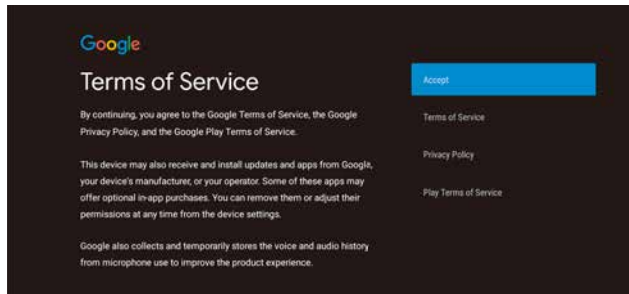 Google
Terms of Service
By continuing, you agree to the Google Terms of Service, the Google
Privacy Policy, and the Google Play Terms of Service.
This device may also receive and install updates and apps from Google,
your device's manufacturer, or your operator. Some of these apps may
offer optional in-app purchases. You can remove them or adjust their
permissions at any time from the device settings.
Google also collects and temporarily stores the voice and audio history
from microphone use to improve the product experience.
Accept
Terms of Service
Privacy Policy
Play Terms of Service